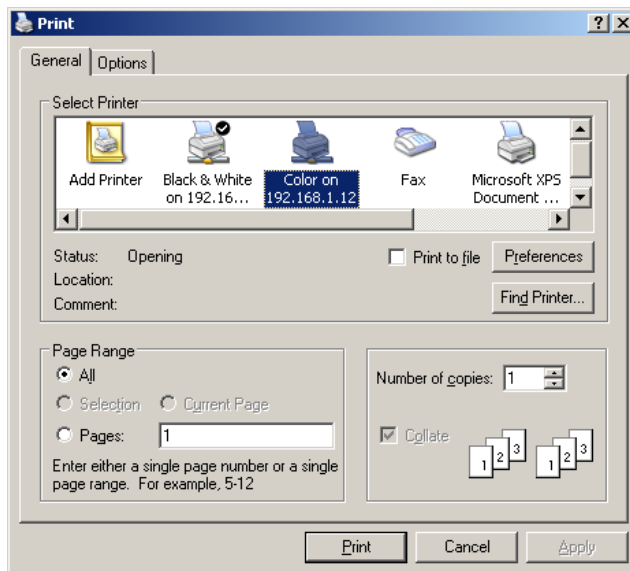 Print
General Options
Select Printer
Add Printer
Black & White
on 192.16...
Color on
192.168.1.12
Fax
Microsoft XPS
Document ...
Status: Opening
Print to file
Preferences
Location:
Comment:
Find Printer...
Page Range
All
Selection Current Page
Pages: 1
Enter either a single page number or a single
page range. For example, 5-12
Number of copies: 1
Collate
1 2 3 1 2 3
Print Cancel Apply